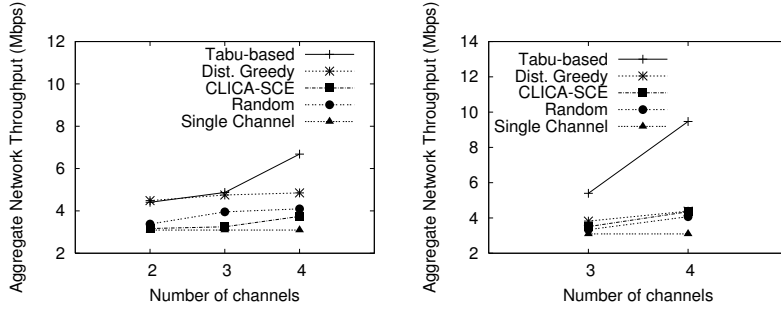 Aggregate Network Throughput (Mbps)
12
10
8
6
4
2
2
3
4
Number of channels
Tabu-based
Dist. Greedy
CLICA-SCE
Random
Single Channel
Aggregate Network Throughput (Mbps)
14
12
10
8
6
4
2
3
4
Number of channels
Tabu-based
Dist. Greedy
CLICA-SCE
Random
Single Channel